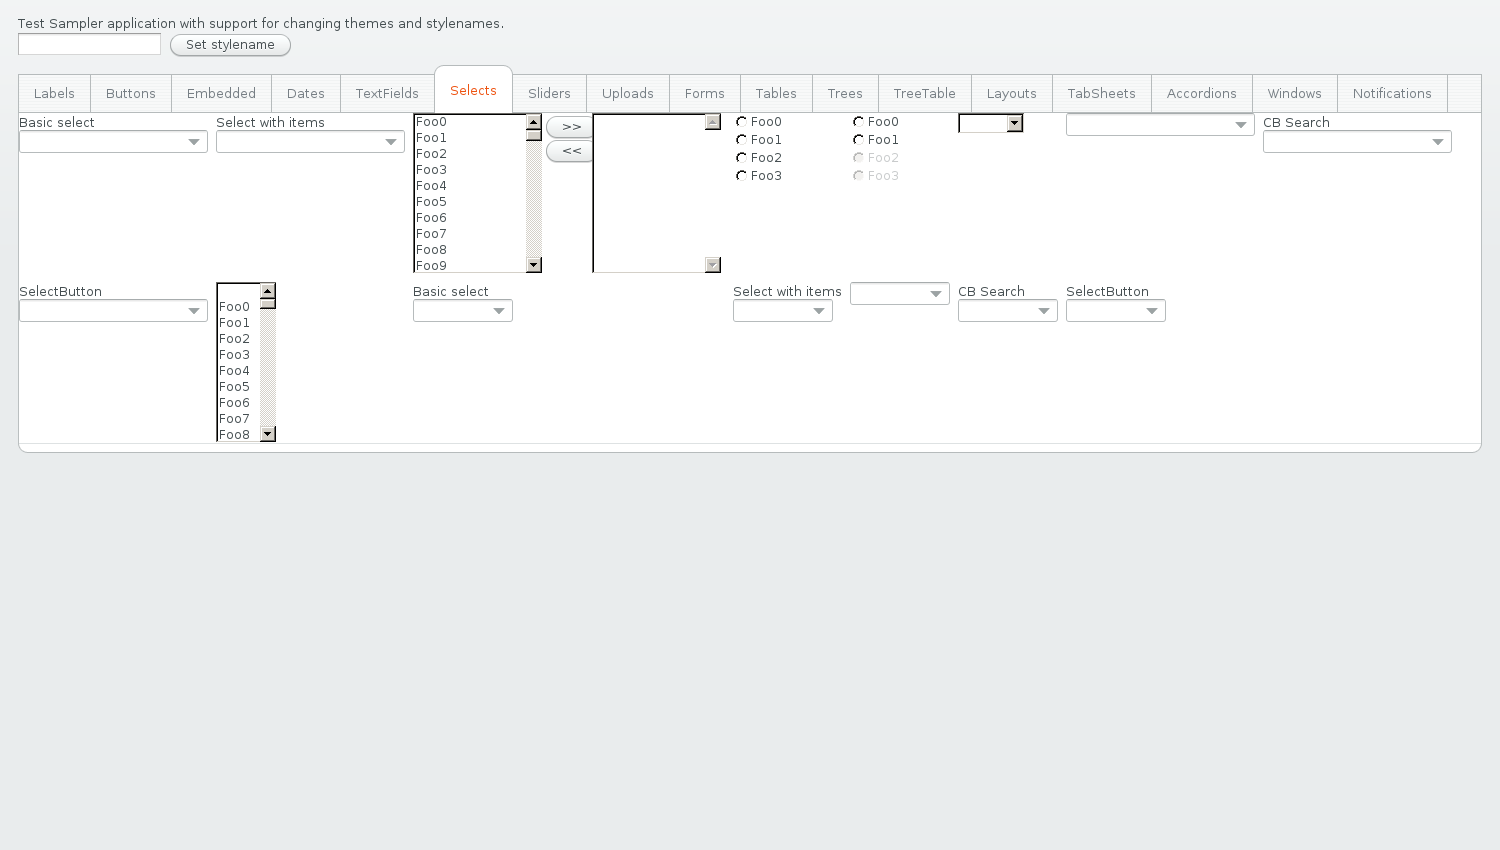 Test Sampler application with support for changing themes and stylenames.
Set stylename
Labels Buttons Embedded Dates TextFields Selects Sliders Uploads Forms Tables Trees TreeTable Layouts TabSheets Accordions Windows Notifications
Basic select
Select with items
Foo0
Foo1
Foo2
Foo3
Foo4
Foo5
Foo6
Foo7
Foo8
Foo9
>>
<<
Foo0
Foo1
Foo2
Foo3
Foo0
Foo1
Foo2
Foo3
CB Search
SelectButton
Foo0
Foo1
Foo2
Foo3
Foo4
Foo5
Foo6
Foo7
Foo8
Basic select
Select with items
CB Search
SelectButton